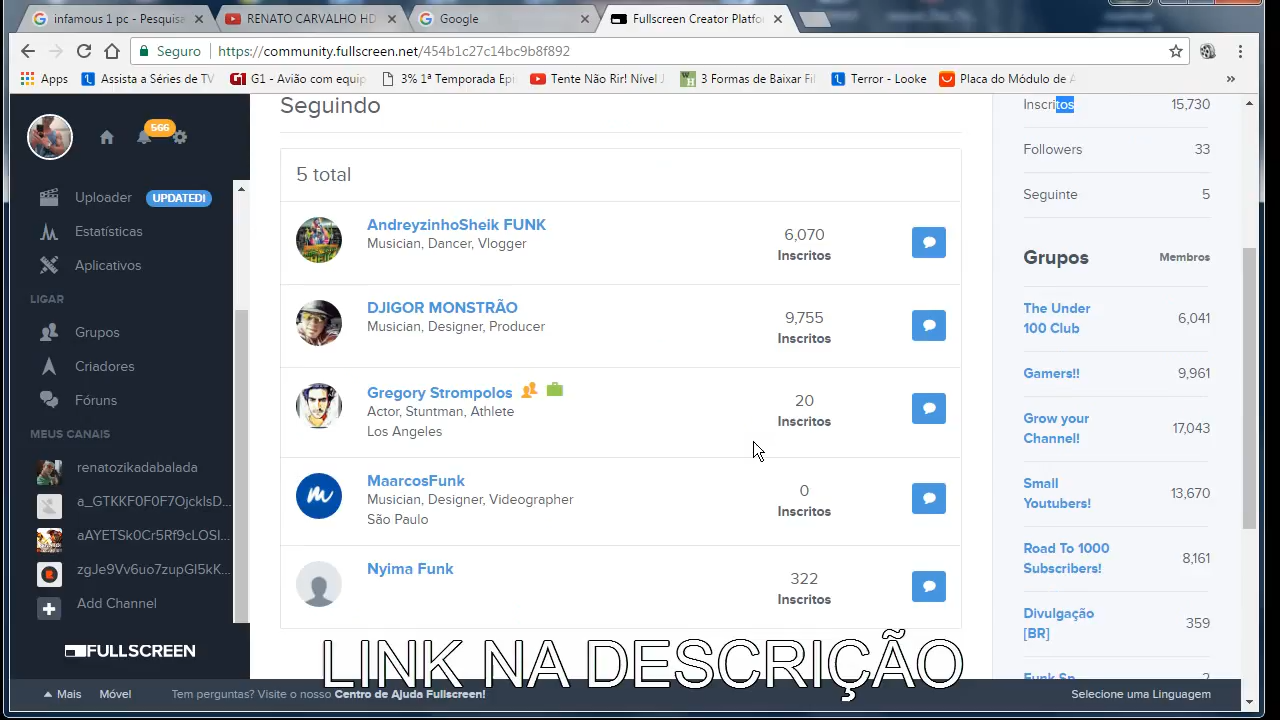 infamous 1 pc - Pesquisa
RENATO CARVALHO HD
Google
Fullscreen Creator Platfo
Seguro
https://community.fullscreen.net/454b1c27c14bc9b8f892
Apps
Assista a Séries de TV
G1 - Avião com equip
3% 1ª Temporada Epi
Tente Não Rir! Nível
3 Formas de Baixar Fil
Terror - Looke
Placa do Módulo de
»
566
Uploader UPDATED!
Estatísticas
Aplicativos
LIGAR
Grupos
Criadores
Fóruns
MEUS CANAIS
renatozikadabalada
a_GTKKF0F0F7OjcklsD...
aAYETSk0Cr5Rf9cLOSI...
zgJe9Vv6uo7zupGl5kK...
Add Channel
FULLSCREEN
Seguindo
5 total
AndreyzinhoSheik FUNK
Musician, Dancer, Vlogger
6,070
Inscritos
DJIGOR MONSTRÃO
Musician, Designer, Producer
9,755
Inscritos
Gregory Strompolos
Actor, Stuntman, Athlete
Los Angeles
20
Inscritos
MaarcosFunk
Musician, Designer, Videographer
São Paulo
0
Inscritos
Nyima Funk
322
Inscritos
Inscritos 15,730
Followers 33
Seguinte 5
Grupos Membros
The Under
100 Club
6,041
Gamers!! 9,961
Grow your
Channel!
17,043
Small
Youtubers!
13,670
Road To 1000
Subscribers!
8,161
Divulgação
[BR]
359
Funk Sp 2
LINK NA DESCRIÇÃO
Mais
Móvel
Tem perguntas? Visite o nosso Centro de Ajuda Fullscreen!
Selecione uma Linguagem